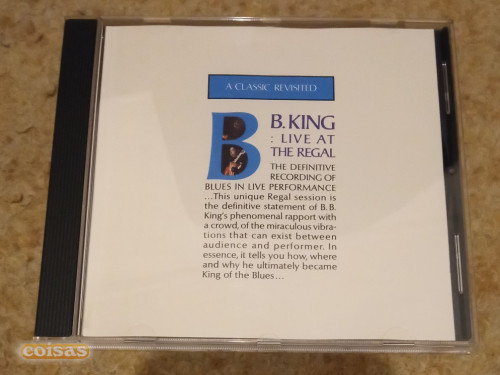 A CLASSIC REVISITED
B B. KING
: LIVE AT
THE REGAL
THE DEFINITIVE
RECORDING OF
BLUES IN LIVE PERFORMANCE
...This unique Regal session is
the definitive statement of B.B.
King's phenomenal rapport with
a crowd, of the miraculous vibra-
tions that can exist between
audience and performer. In
essence, it tells you how, where
and why he ultimately became
King of the Blues...
coisas